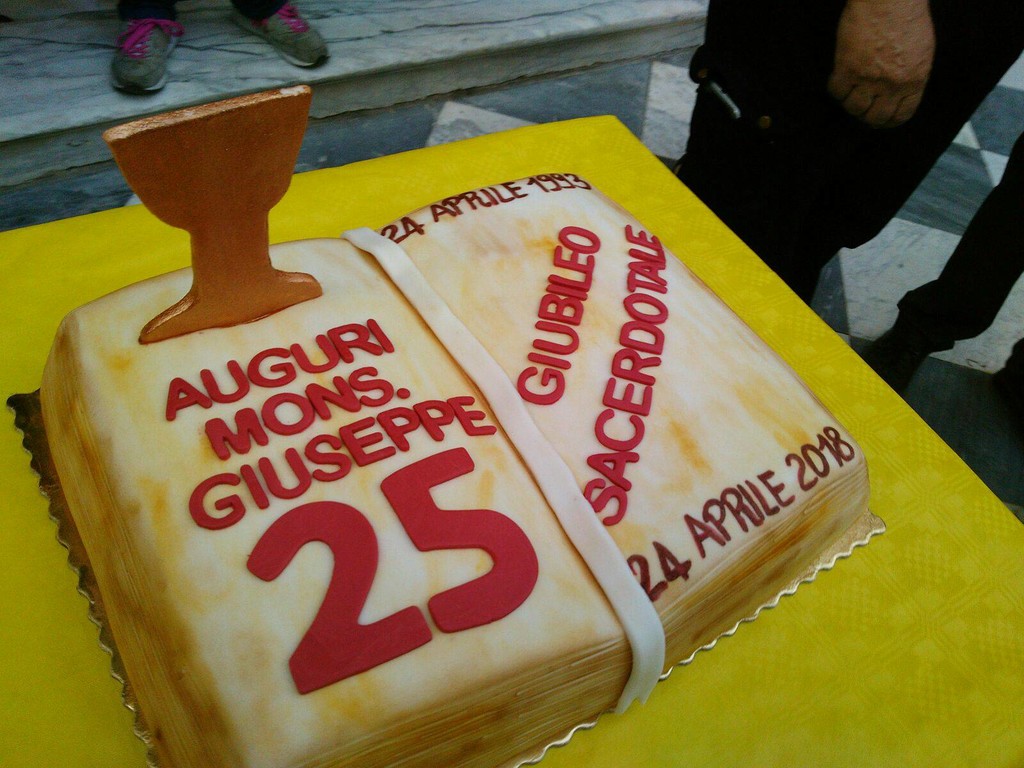 AUGURI
MONS.
GIUSEPPE
25
24 APRILE 1993
GIUBILEO
SACERDOTALE
24 APRILE 2018